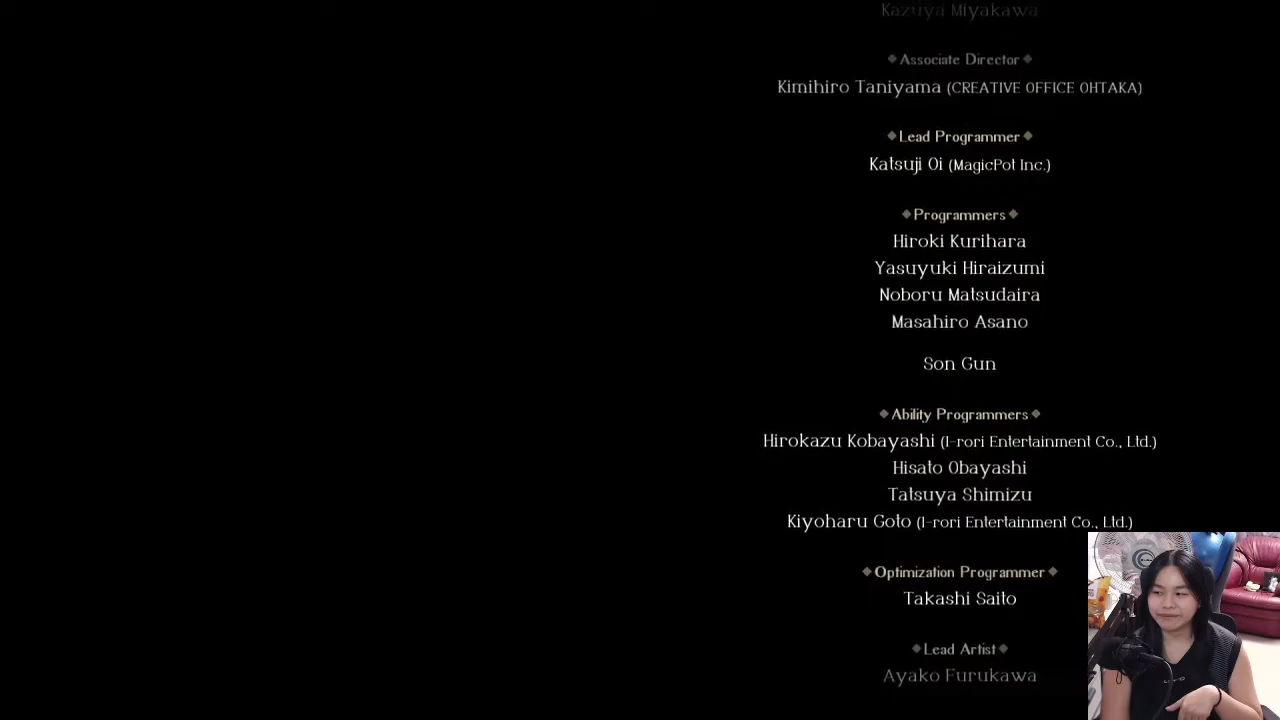 Kazuya Miyakawa
◆Associate Director◆
Kimihiro Taniyama (CREATIVE OFFICE OHTAKA)
◆Lead Programmer◆
Katsuji Oi (MagicPot Inc.)
◆Programmers◆
Hiroki Kurihara
Yasuyuki Hiraizumi
Noboru Matsudaira
Masahiro Asano
Son Gun
◆Ability Programmers◆
Hirokazu Kobayashi (I-rori Entertainment Co., Ltd.)
Hisato Obayashi
Tatsuya Shimizu
Kiyoharu Goto (I-rori Entertainment Co., Ltd.)
◆Optimization Programmer◆
Takashi Saito
◆Lead Artist◆
Ayako Furukawa